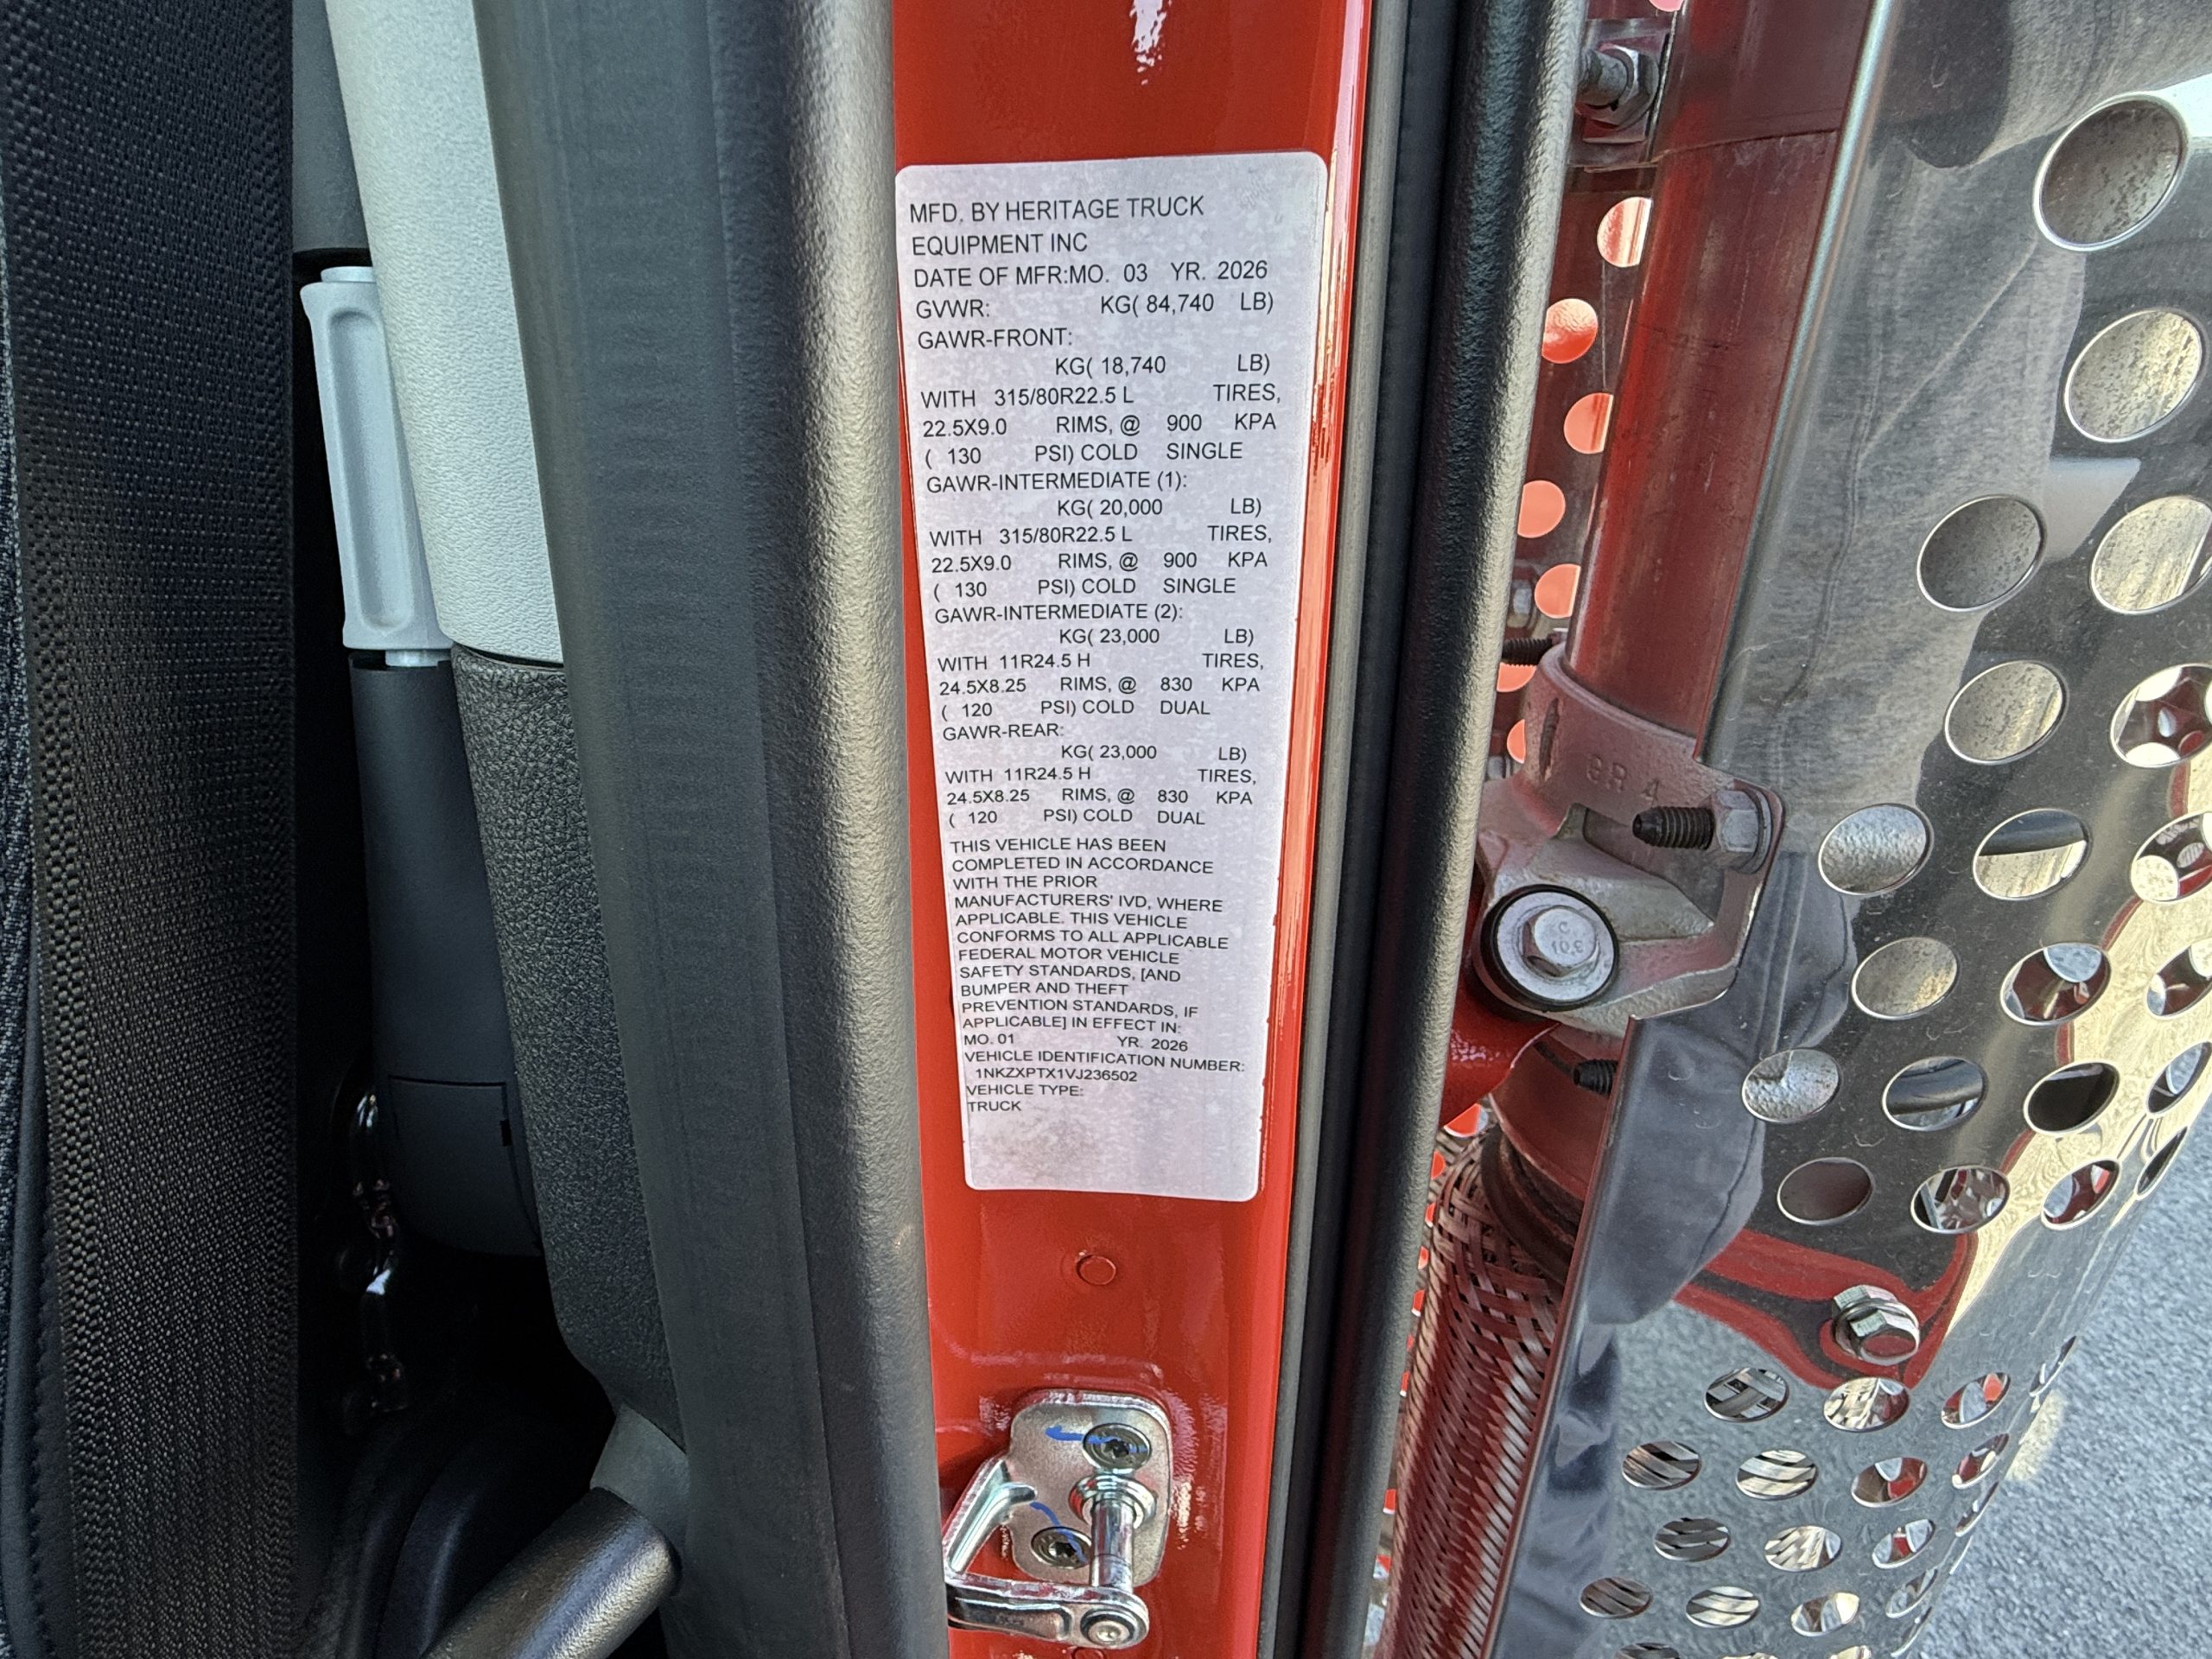 MFD. BY HERITAGE TRUCK
EQUIPMENT INC
DATE OF MFR:MO. 03 YR. 2026
GVWR: KG( 84,740 LB)
GAWR-FRONT:
KG( 18,740 LB)
WITH 315/80R22.5 L TIRES,
22.5X9.0 RIMS, @ 900 KPA
( 130 PSI) COLD SINGLE
GAWR-INTERMEDIATE (1):
KG( 20,000 LB)
WITH 315/80R22.5 L TIRES,
22.5X9.0 RIMS, @ 900 KPA
( 130 PSI) COLD SINGLE
GAWR-INTERMEDIATE (2):
KG( 23,000 LB)
WITH 11R24.5 H TIRES,
24.5X8.25 RIMS, @ 830 KPA
( 120 PSI) COLD DUAL
GAWR-REAR:
KG( 23,000 LB)
WITH 11R24.5 H TIRES,
24.5X8.25 RIMS, @ 830 KPA
( 120 PSI) COLD DUAL
THIS VEHICLE HAS BEEN
COMPLETED IN ACCORDANCE
WITH THE PRIOR
MANUFACTURERS' IVD, WHERE
APPLICABLE. THIS VEHICLE
CONFORMS TO ALL APPLICABLE
FEDERAL MOTOR VEHICLE
SAFETY STANDARDS, [AND
BUMPER AND THEFT
PREVENTION STANDARDS, IF
APPLICABLE] IN EFFECT IN:
MO. 01 YR. 2026
VEHICLE IDENTIFICATION NUMBER:
1NKZXPTX1VJ236502
VEHICLE TYPE:
TRUCK
GR 4
C
10.9